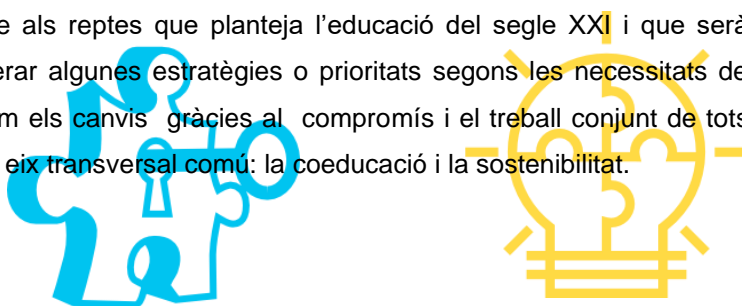 e als reptes que planteja l’educació del segle XXI i que serà
erar algunes estratègies o prioritats segons les necessitats de
m els canvis gràcies al compromís i el treball conjunt de tots
eix transversal comú: la coeducació i la sostenibilitat.